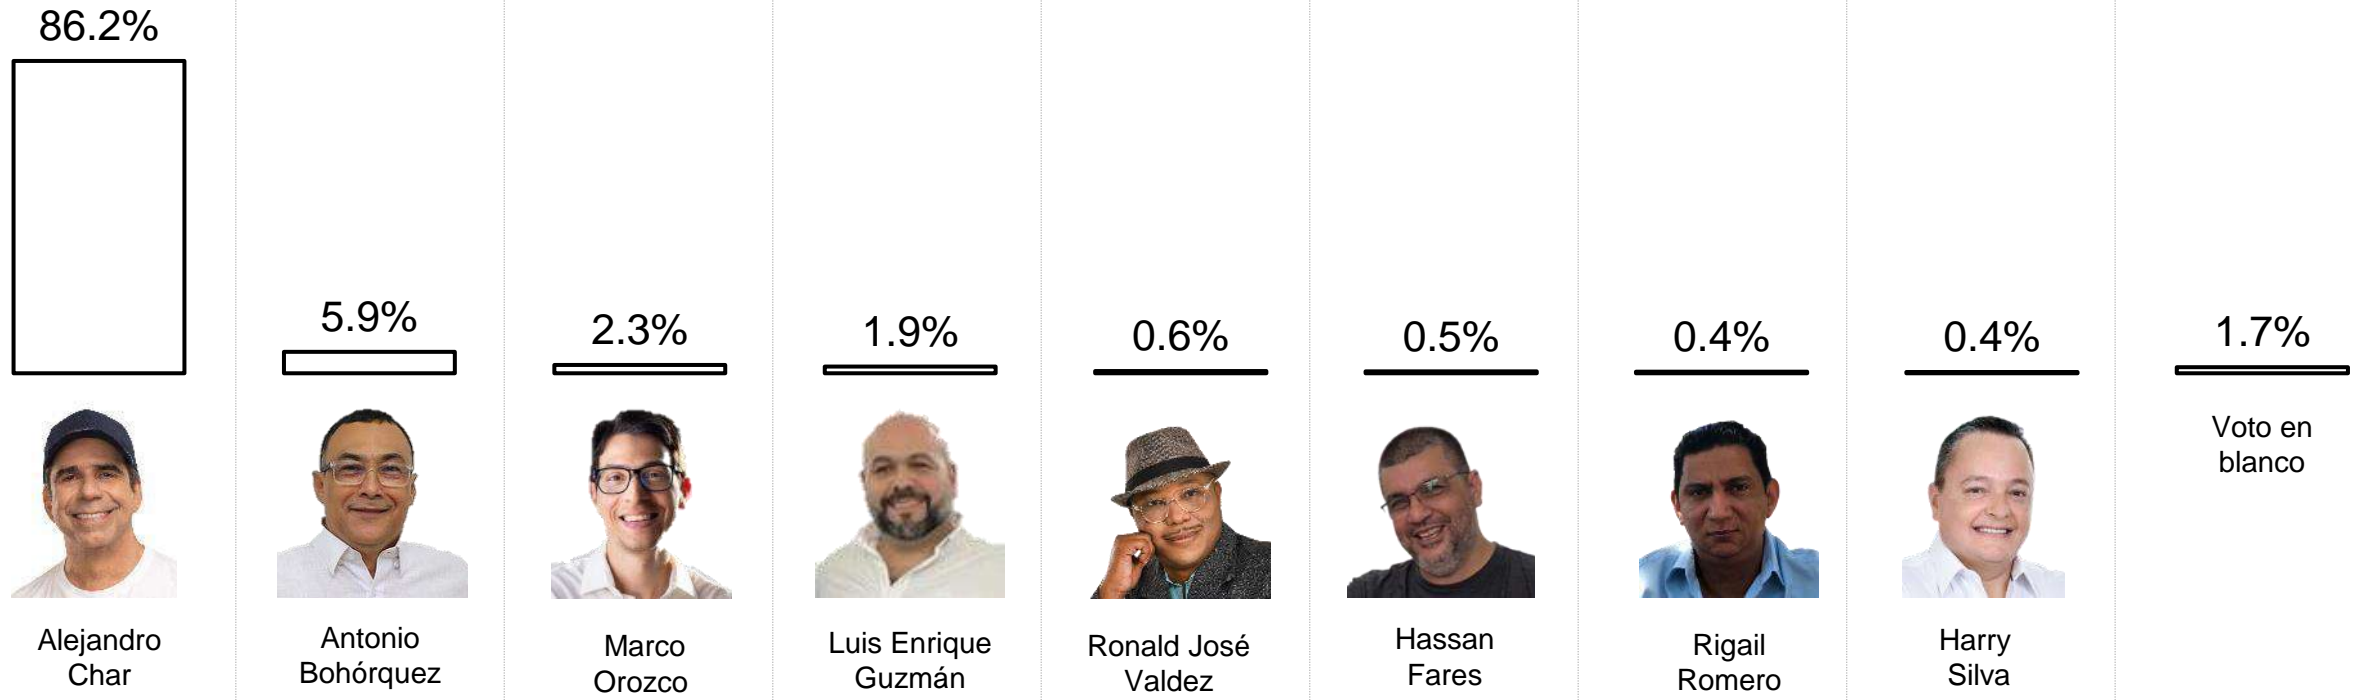 86.2%
5.9%
2.3%
1.9%
0.6%
0.5%
0.4%
0.4%
1.7%
Alejandro
Char
Antonio
Bohórquez
Marco
Orozco
Luis Enrique
Guzmán
Ronald José
Valdez
Hassan
Fares
Rigail
Romero
Harry
Silva
Voto en
blanco